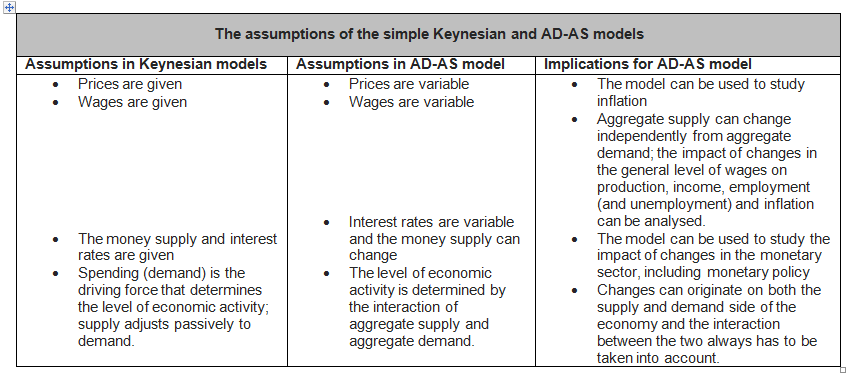 The assumptions of the simple Keynesian and AD-AS models
Assumptions in Keynesian models
• Prices are given
• Wages are given
• The money supply and interest
rates are given
• Spending (demand) is the
driving force that determines
the level of economic activity;
supply adjusts passively to
demand.
Assumptions in AD-AS model
• Prices are variable
• Wages are variable
• Interest rates are variable
and the money supply can
change
• The level of economic
activity is determined by
the interaction of
aggregate supply and
aggregate demand.
Implications for AD-AS model
• The model can be used to study
inflation
• Aggregate supply can change
independently from aggregate
demand; the impact of changes in
the general level of wages on
production, income, employment
(and unemployment) and inflation
can be analysed.
• The model can be used to study the
impact of changes in the monetary
sector, including monetary policy
• Changes can originate on both the
supply and demand side of the
economy and the interaction
between the two always has to be
taken into account.